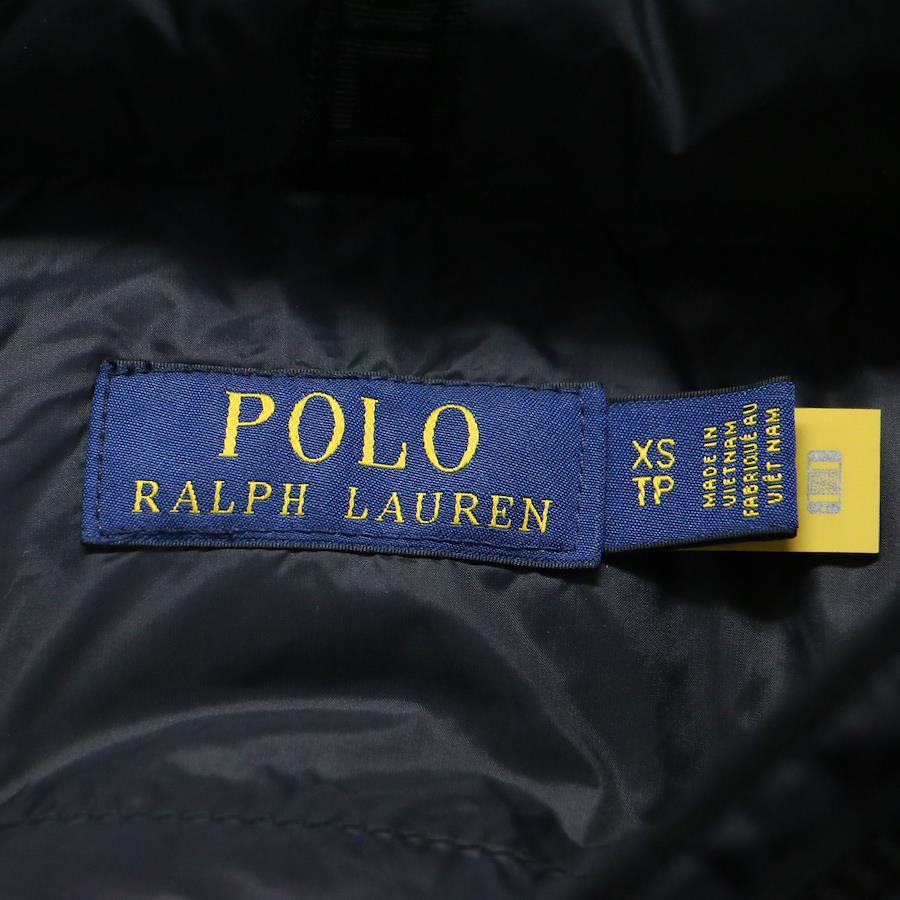 POLO
RALPH LAUREN
XS
TP
MADE IN
VIETNAM
FABRIQUÉ AU
VIÊT NAM